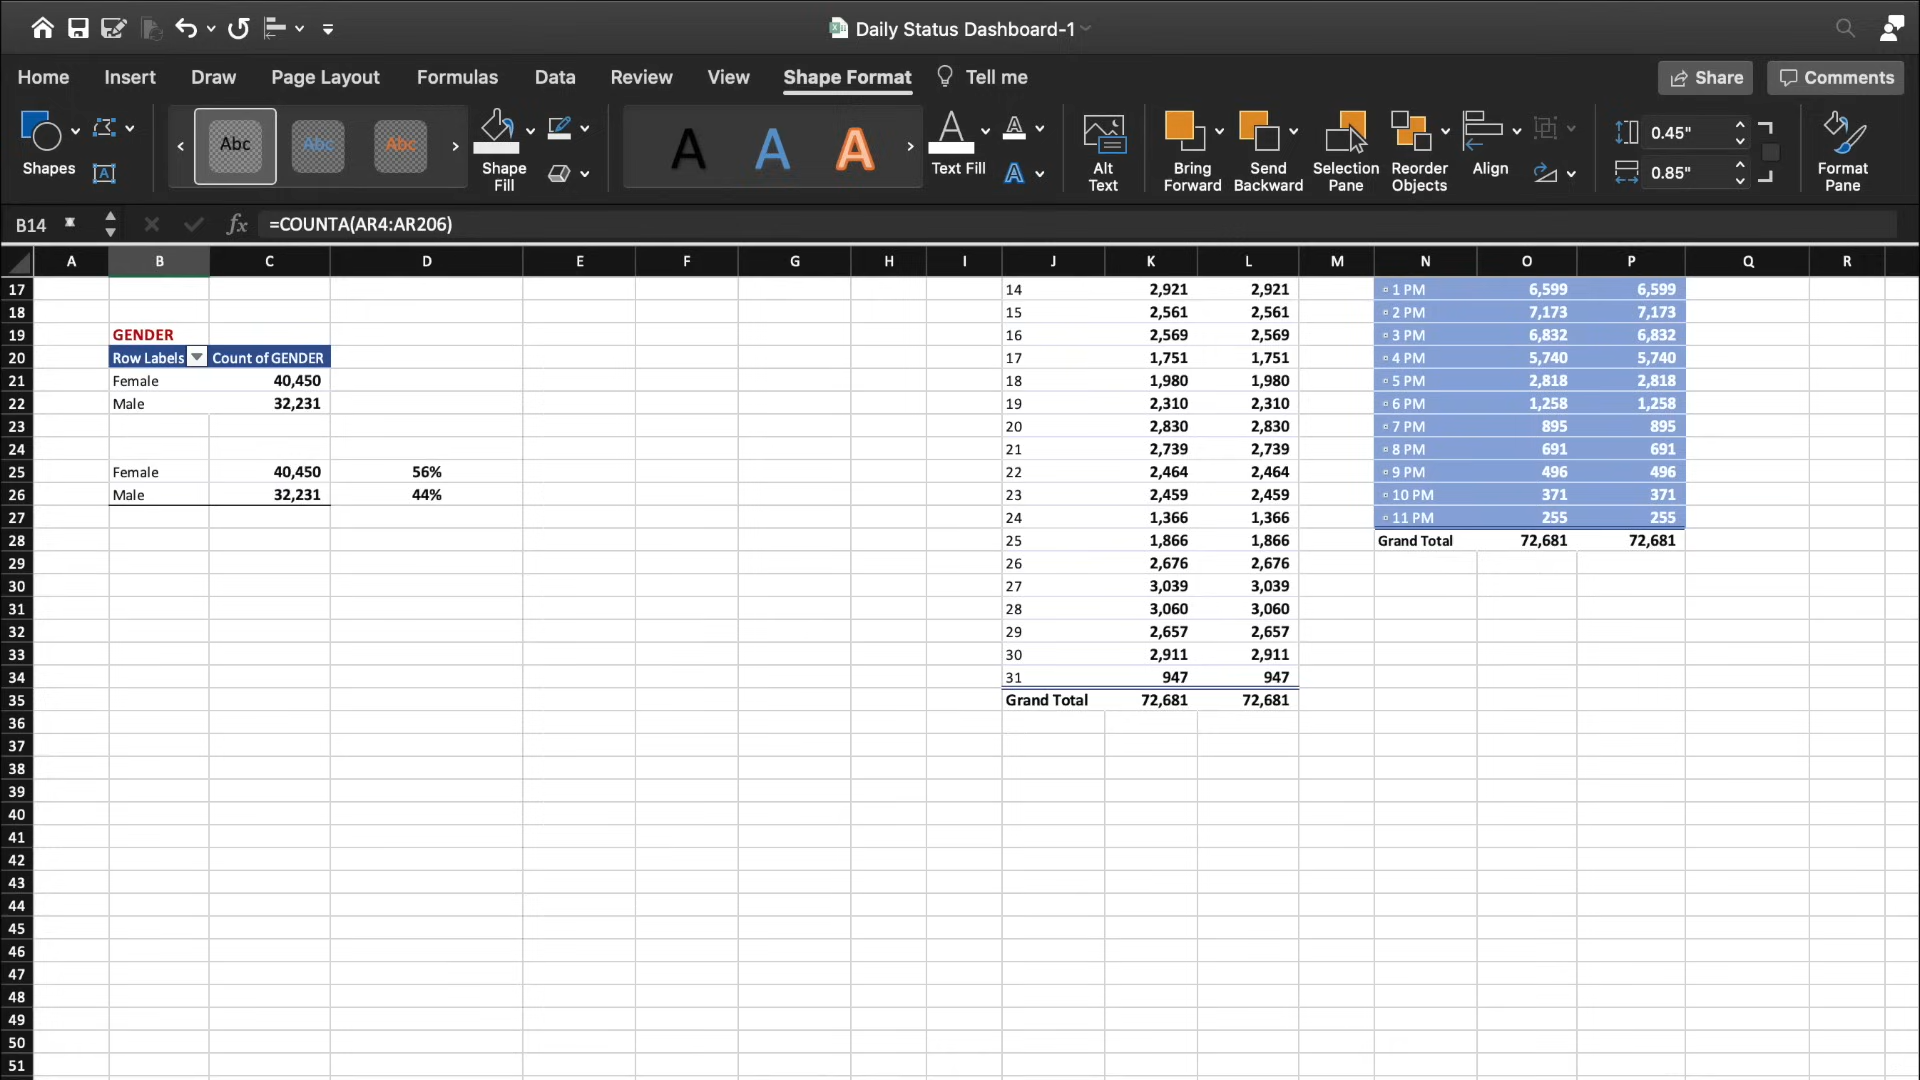 Daily Status Dashboard-1
Home Insert Draw Page Layout Formulas Data Review View Shape Format Tell me Share Comments
Shapes Abc Abc Abc Shape Fill A A A Text Fill Alt Text Bring Forward Send Backward Selection Pane Reorder Objects Align 0.45" 0.85" Format Pane
B14 fx =COUNTA(AR4:AR206)
A B C D E F G H I J K L M N O P Q R
17 14 2,921 2,921 1 PM 6,599 6,599
18 15 2,561 2,561 2 PM 7,173 7,173
19 GENDER 16 2,569 2,569 3 PM 6,832 6,832
20 Row Labels Count of GENDER 17 1,751 1,751 4 PM 5,740 5,740
21 Female 40,450 18 1,980 1,980 5 PM 2,818 2,818
22 Male 32,231 19 2,310 2,310 6 PM 1,258 1,258
23 20 2,830 2,830 7 PM 895 895
24 21 2,739 2,739 8 PM 691 691
25 Female 40,450 56% 22 2,464 2,464 9 PM 496 496
26 Male 32,231 44% 23 2,459 2,459 10 PM 371 371
27 24 1,366 1,366 11 PM 255 255
28 25 1,866 1,866 Grand Total 72,681 72,681
29 26 2,676 2,676
30 27 3,039 3,039
31 28 3,060 3,060
32 29 2,657 2,657
33 30 2,911 2,911
34 31 947 947
35 Grand Total 72,681 72,681
36
37
38
39
40
41
42
43
44
45
46
47
48
49
50
51